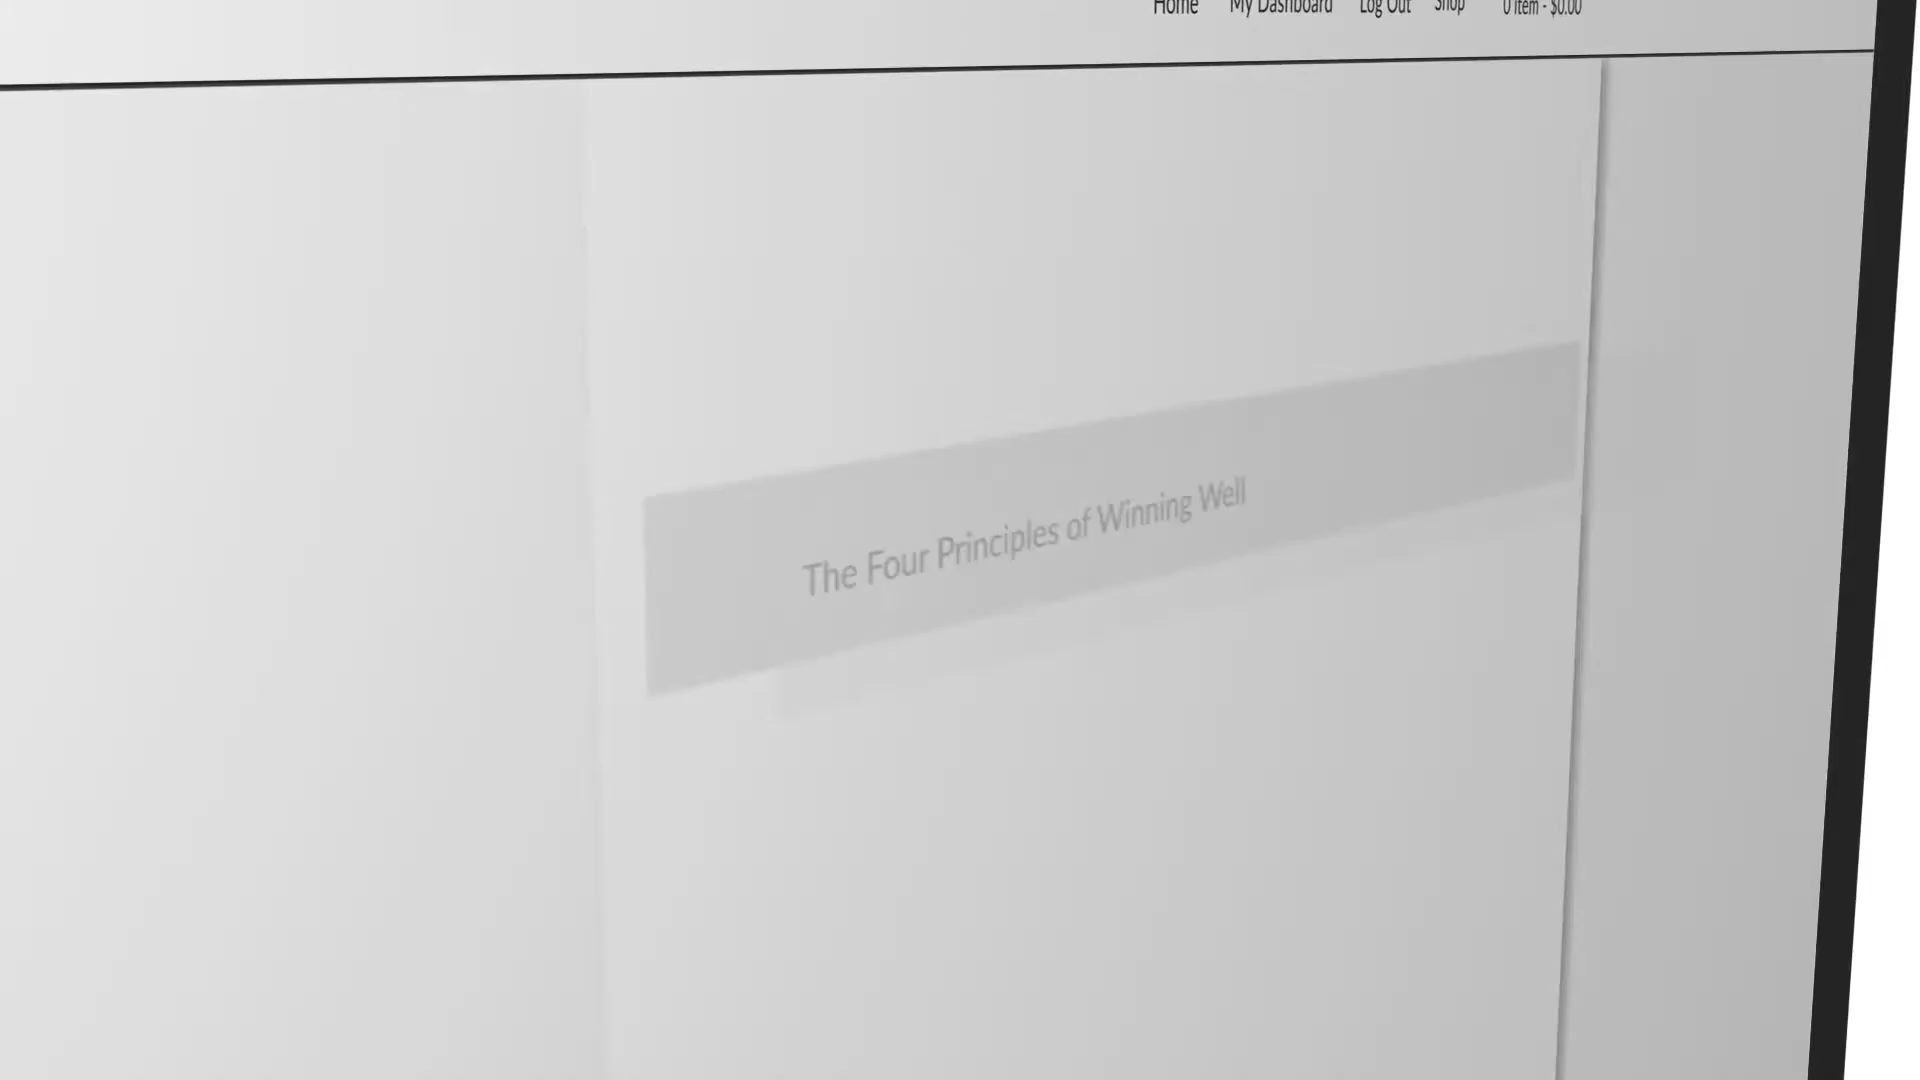 Home My Dashboard Log Out Shop 0 item - $0.00
The Four Principles of Winning Well